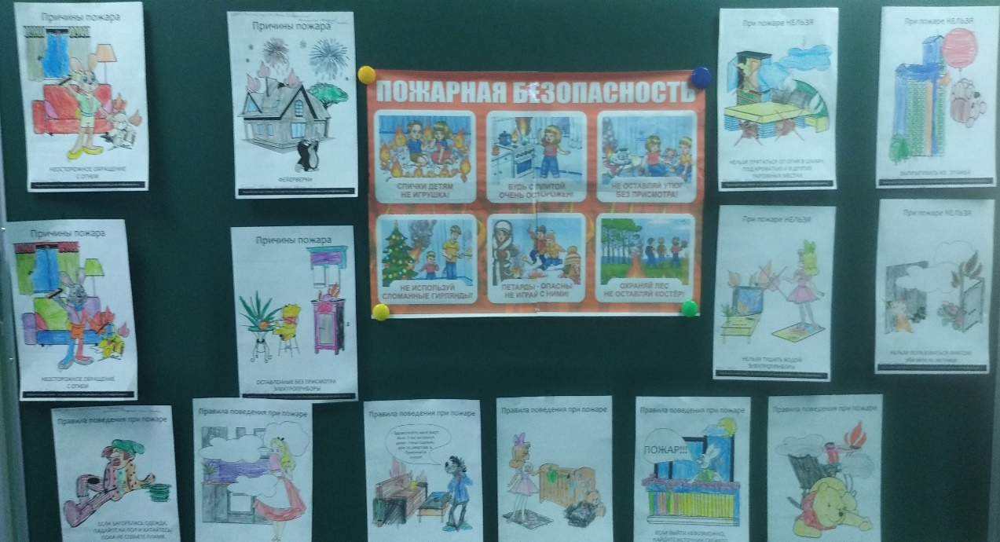 Причины пожара
НЕОСТОРОЖНОЕ ОБРАЩЕНИЕ
С ОГНЕМ
Причины пожара
ФЕЙЕРВЕРКИ
ПОЖАРНАЯ БЕЗОПАСНОСТЬ
СПИЧКИ ДЕТЯМ
НЕ ИГРУШКА!
БУДЬ С ПЛИТОЙ
ОЧЕНЬ ОСТОРОЖЕН!
НЕ ОСТАВЛЯЙ УТЮГ
БЕЗ ПРИСМОТРА!
НЕ ИСПОЛЬЗУЙ
СЛОМАННЫЕ ГИРЛЯНДЫ!
ПЕТАРДЫ - ОПАСНЫ
НЕ ИГРАЙ С НИМИ!
ОХРАНЯЙ ЛЕС
НЕ ОСТАВЛЯЙ КОСТЁР!
При пожаре НЕЛЬЗЯ
НЕЛЬЗЯ ПРЯТАТЬСЯ ОТ ОГНЯ В ШКАФУ,
ПОД КРОВАТЬЮ И В ДРУГИХ
УКРОМНЫХ МЕСТАХ
При пожаре НЕЛЬЗЯ
ВЫПРЫГИВАТЬ ИЗ ЭТАЖЕЙ
Причины пожара
НЕОСТОРОЖНОЕ ОБРАЩЕНИЕ
С ОГНЕМ
Причины пожара
ОСТАВЛЕННЫЕ БЕЗ ПРИСМОТРА
ЭЛЕКТРОПРИБОРЫ
При пожаре НЕЛЬЗЯ
НЕЛЬЗЯ ТУШИТЬ ВОДОЙ
ЭЛЕКТРОПРИБОРЫ
При пожаре НЕЛЬЗЯ
НЕЛЬЗЯ ПОЛЬЗОВАТЬСЯ ЛИФТОМ
Правила поведения при пожаре
ЕСЛИ ЗАГОРЕЛАСЬ ОДЕЖДА,
ПАДАЙТЕ НА ПОЛ И КАТАЙТЕСЬ,
ПОКА НЕ СОБЬЕТЕ ПЛАМЯ.
Правила поведения при пожаре
Правила поведения при пожаре
Правила поведения при пожаре
Правила поведения при пожаре
ПОЖАР!!!
ЕСЛИ ВЫЙТИ НЕВОЗМОЖНО,
НАЙДИТЕ ИСТОЧНИК СВЕЖЕГО
Правила поведения при пожаре